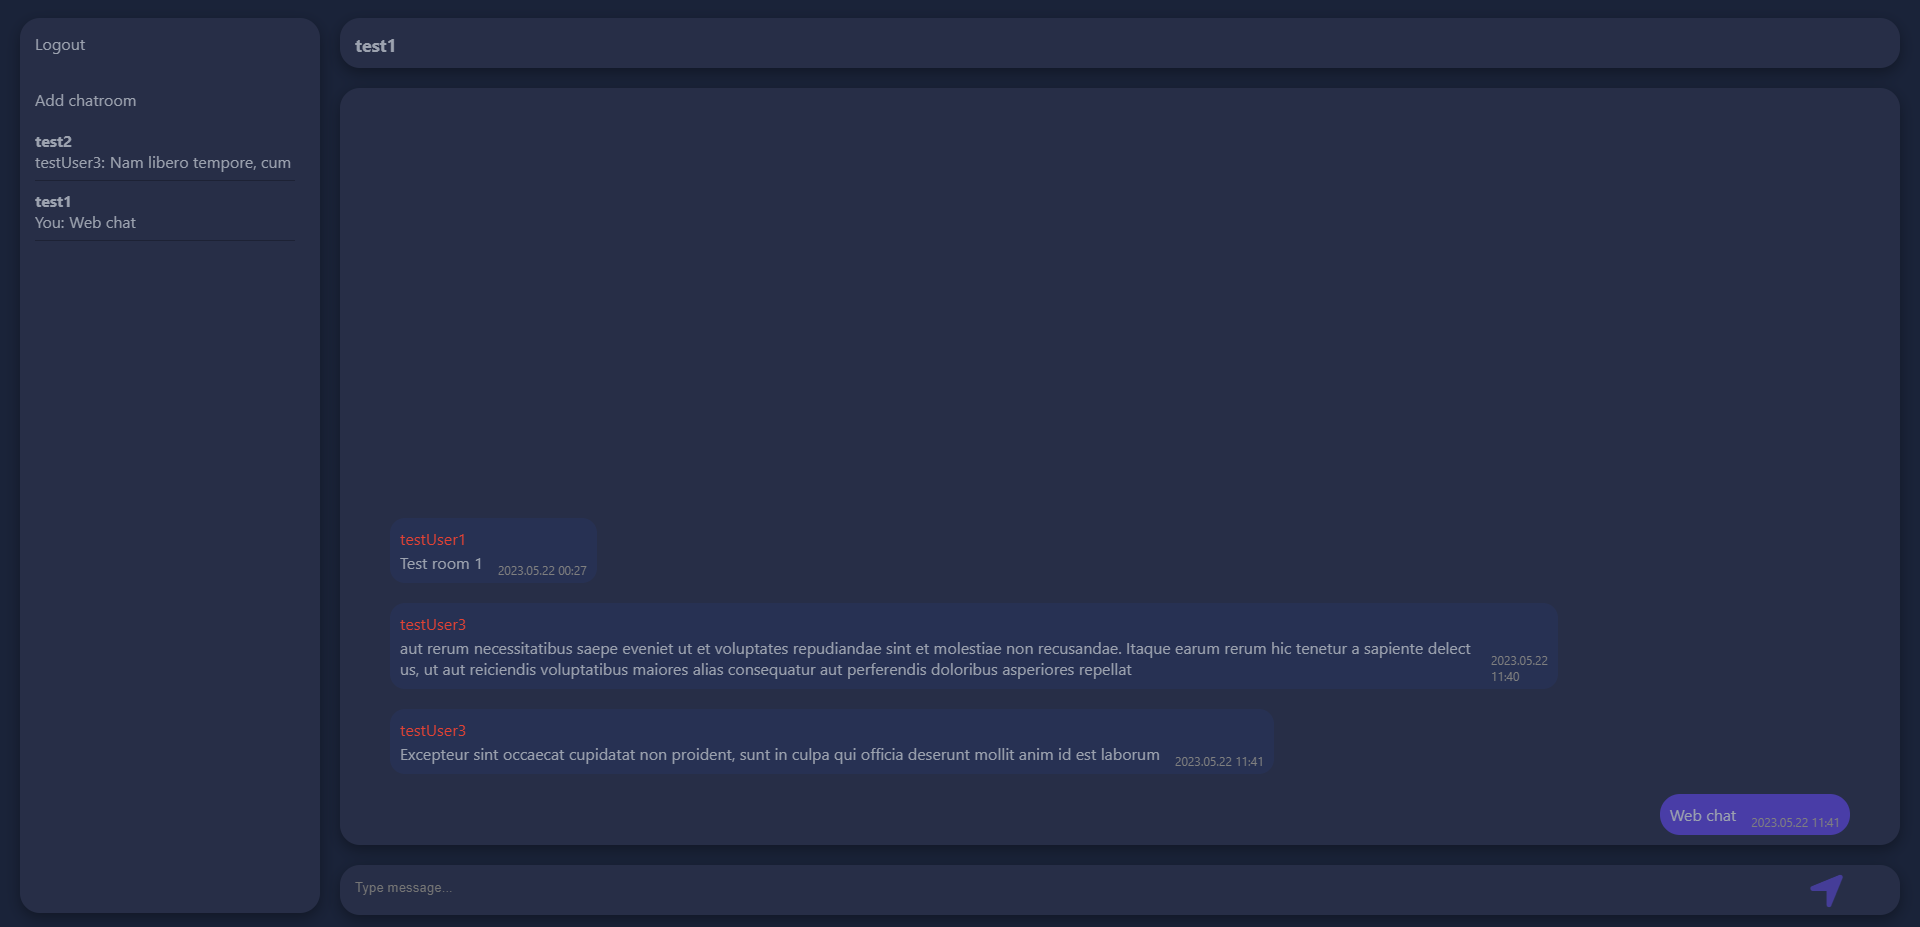 Logout
Add chatroom
test2
testUser3: Nam libero tempore, cum
test1
You: Web chat
test1
testUser1
Test room 1 2023.05.22 00:27
testUser3
aut rerum necessitatibus saepe eveniet ut et voluptates repudiandae sint et molestiae non recusandae. Itaque earum rerum hic tenetur a sapiente delect
us, ut aut reiciendis voluptatibus maiores alias consequatur aut perferendis doloribus asperiores repellat
2023.05.22
11:40
testUser3
Excepteur sint occaecat cupidatat non proident, sunt in culpa qui officia deserunt mollit anim id est laborum 2023.05.22 11:41
Web chat 2023.05.22 11:41
Type message...